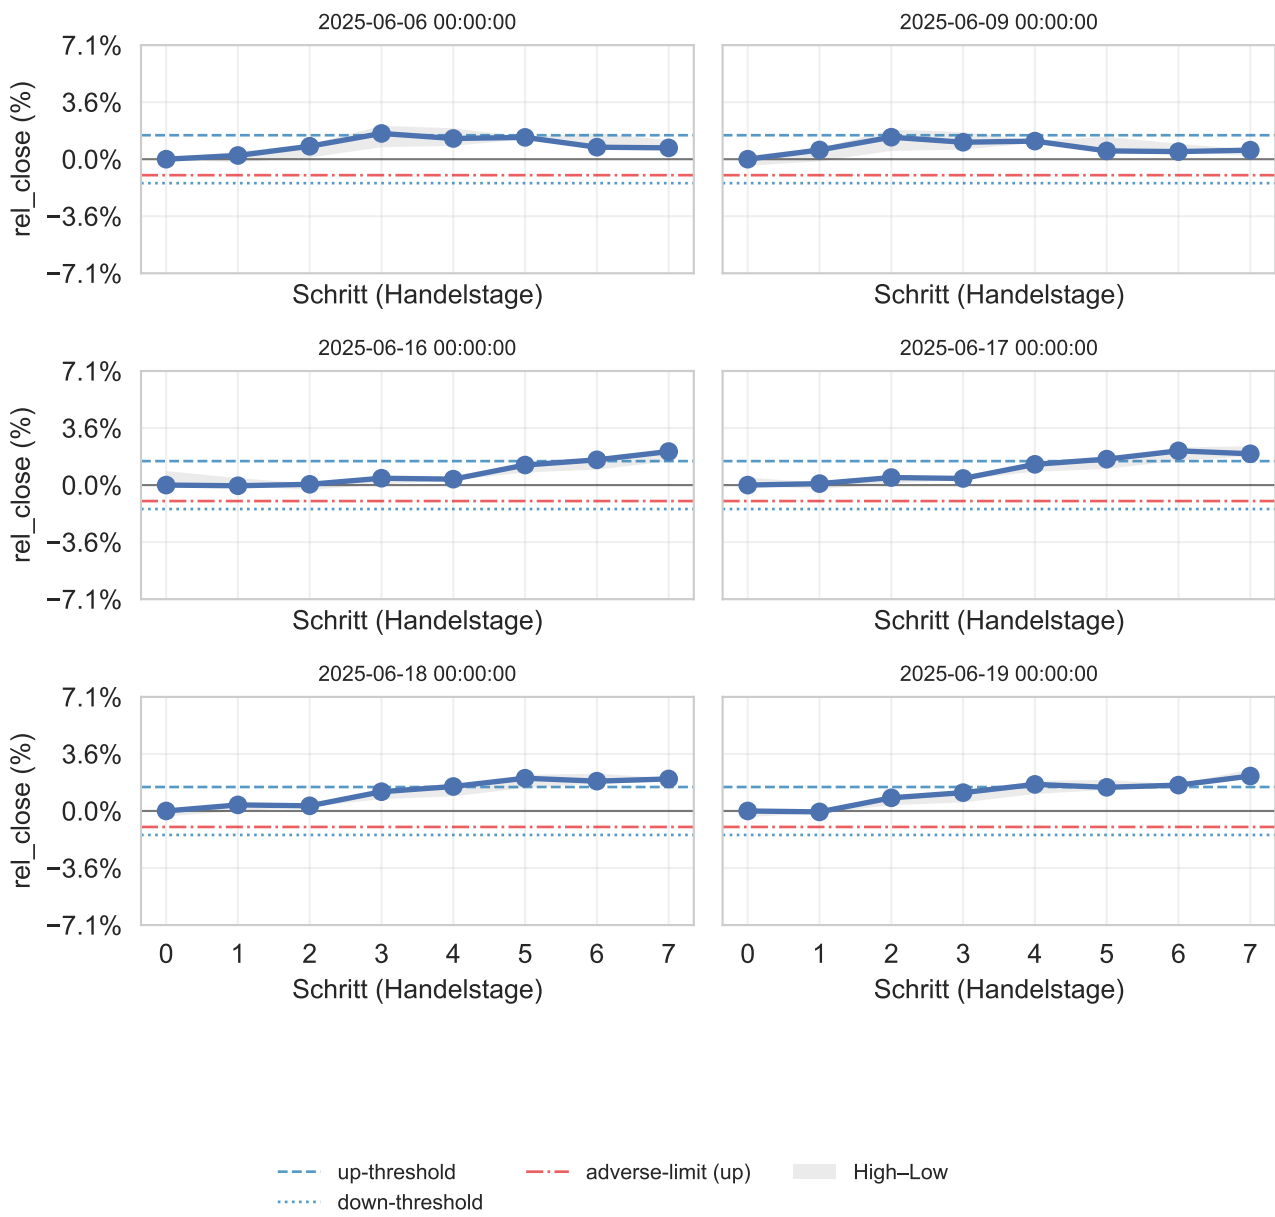 2025-06-06 00:00:00
2025-06-09 00:00:00
7.1%
3.6%
0.0%
−3.6%
−7.1%
rel_close (%)
Schritt (Handelstage)
Schritt (Handelstage)
2025-06-16 00:00:00
2025-06-17 00:00:00
7.1%
3.6%
0.0%
−3.6%
−7.1%
rel_close (%)
Schritt (Handelstage)
Schritt (Handelstage)
2025-06-18 00:00:00
2025-06-19 00:00:00
7.1%
3.6%
0.0%
−3.6%
−7.1%
rel_close (%)
0 1 2 3 4 5 6 7
0 1 2 3 4 5 6 7
Schritt (Handelstage)
Schritt (Handelstage)
up-threshold
down-threshold
adverse-limit (up)
High–Low